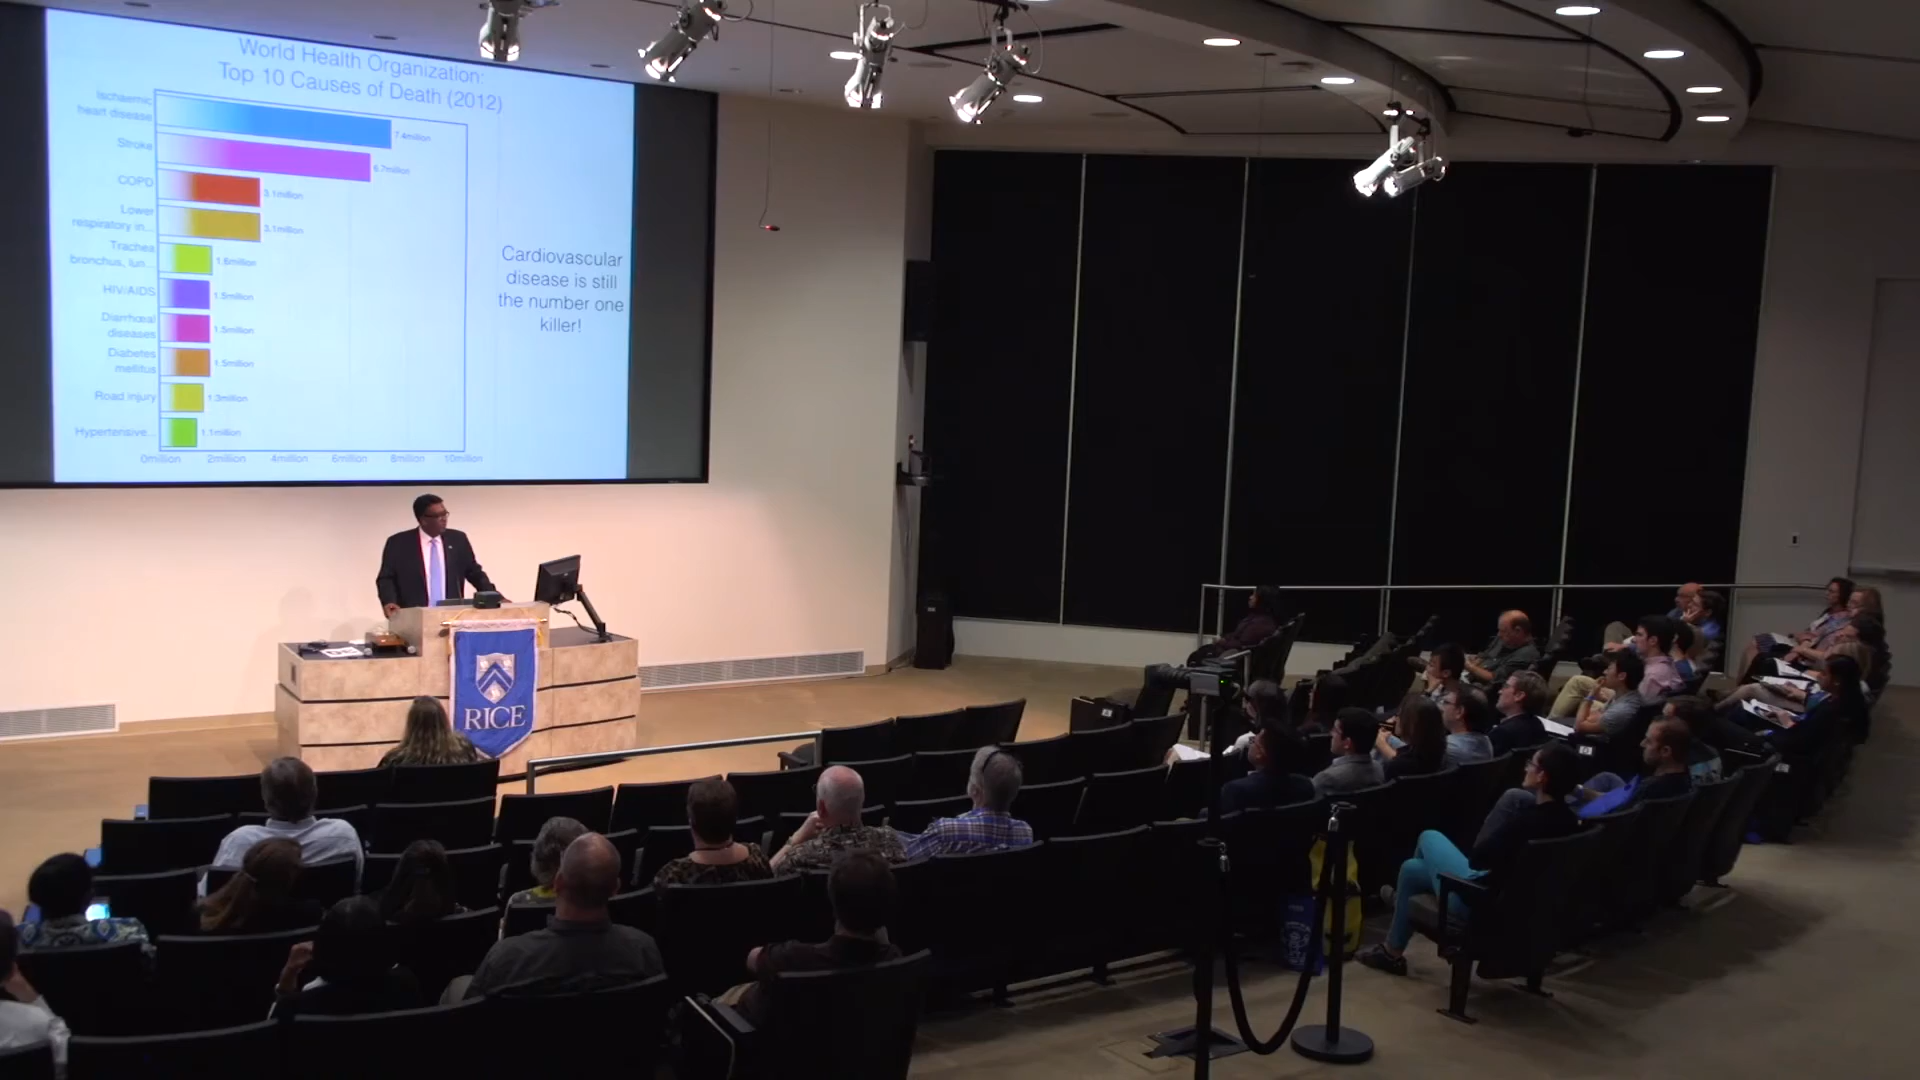 World Health Organization:
Top 10 Causes of Death (2012)
Ischaemic
heart disease
7.4million
Stroke
6.7million
COPD
3.1million
Lower
respiratory in...
3.1million
Trachea
bronchus, lun...
1.6million
HIV/AIDS
1.5million
Diarrhœal
diseases
1.5million
Diabetes
mellitus
1.5million
Road injury
1.3million
Hypertensive...
1.1million
0million 2million 4million 6million 8million 10million
Cardiovascular
disease is still
the number one
killer!
RICE